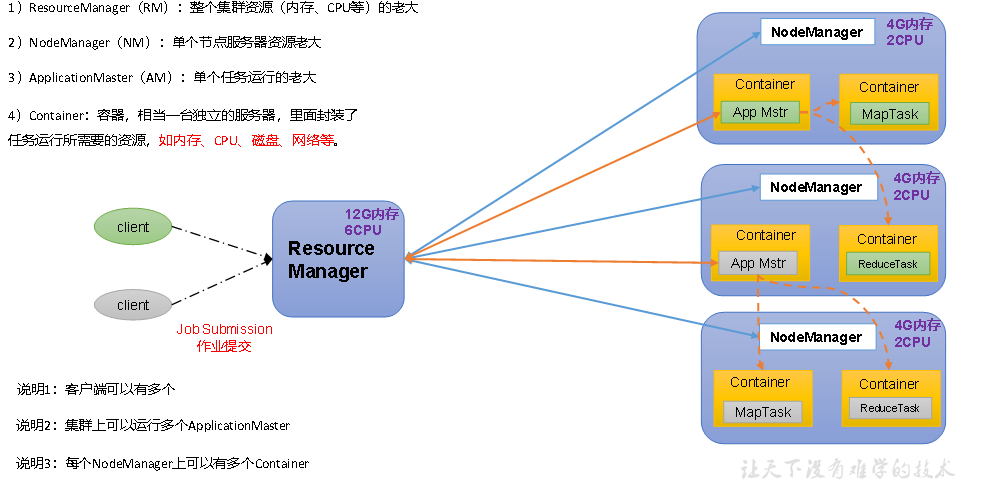 1）ResourceManager（RM）：整个集群资源（内存、CPU等）的老大
2）NodeManager（NM）：单个节点服务器资源老大
3）ApplicationMaster（AM）：单个任务运行的老大
4）Container：容器，相当一台独立的服务器，里面封装了
任务运行所需要的资源，如内存、CPU、磁盘、网络等。
client
client
Job Submission
作业提交
12G内存
6CPU
Resource
Manager
NodeManager
4G内存
2CPU
Container
App Mstr
Container
MapTask
NodeManager
4G内存
2CPU
Container
App Mstr
Container
ReduceTask
NodeManager
4G内存
2CPU
Container
MapTask
Container
ReduceTask
说明1：客户端可以有多个
说明2：集群上可以运行多个ApplicationMaster
说明3：每个NodeManager上可以有多个Container
让天下没有难学的技术